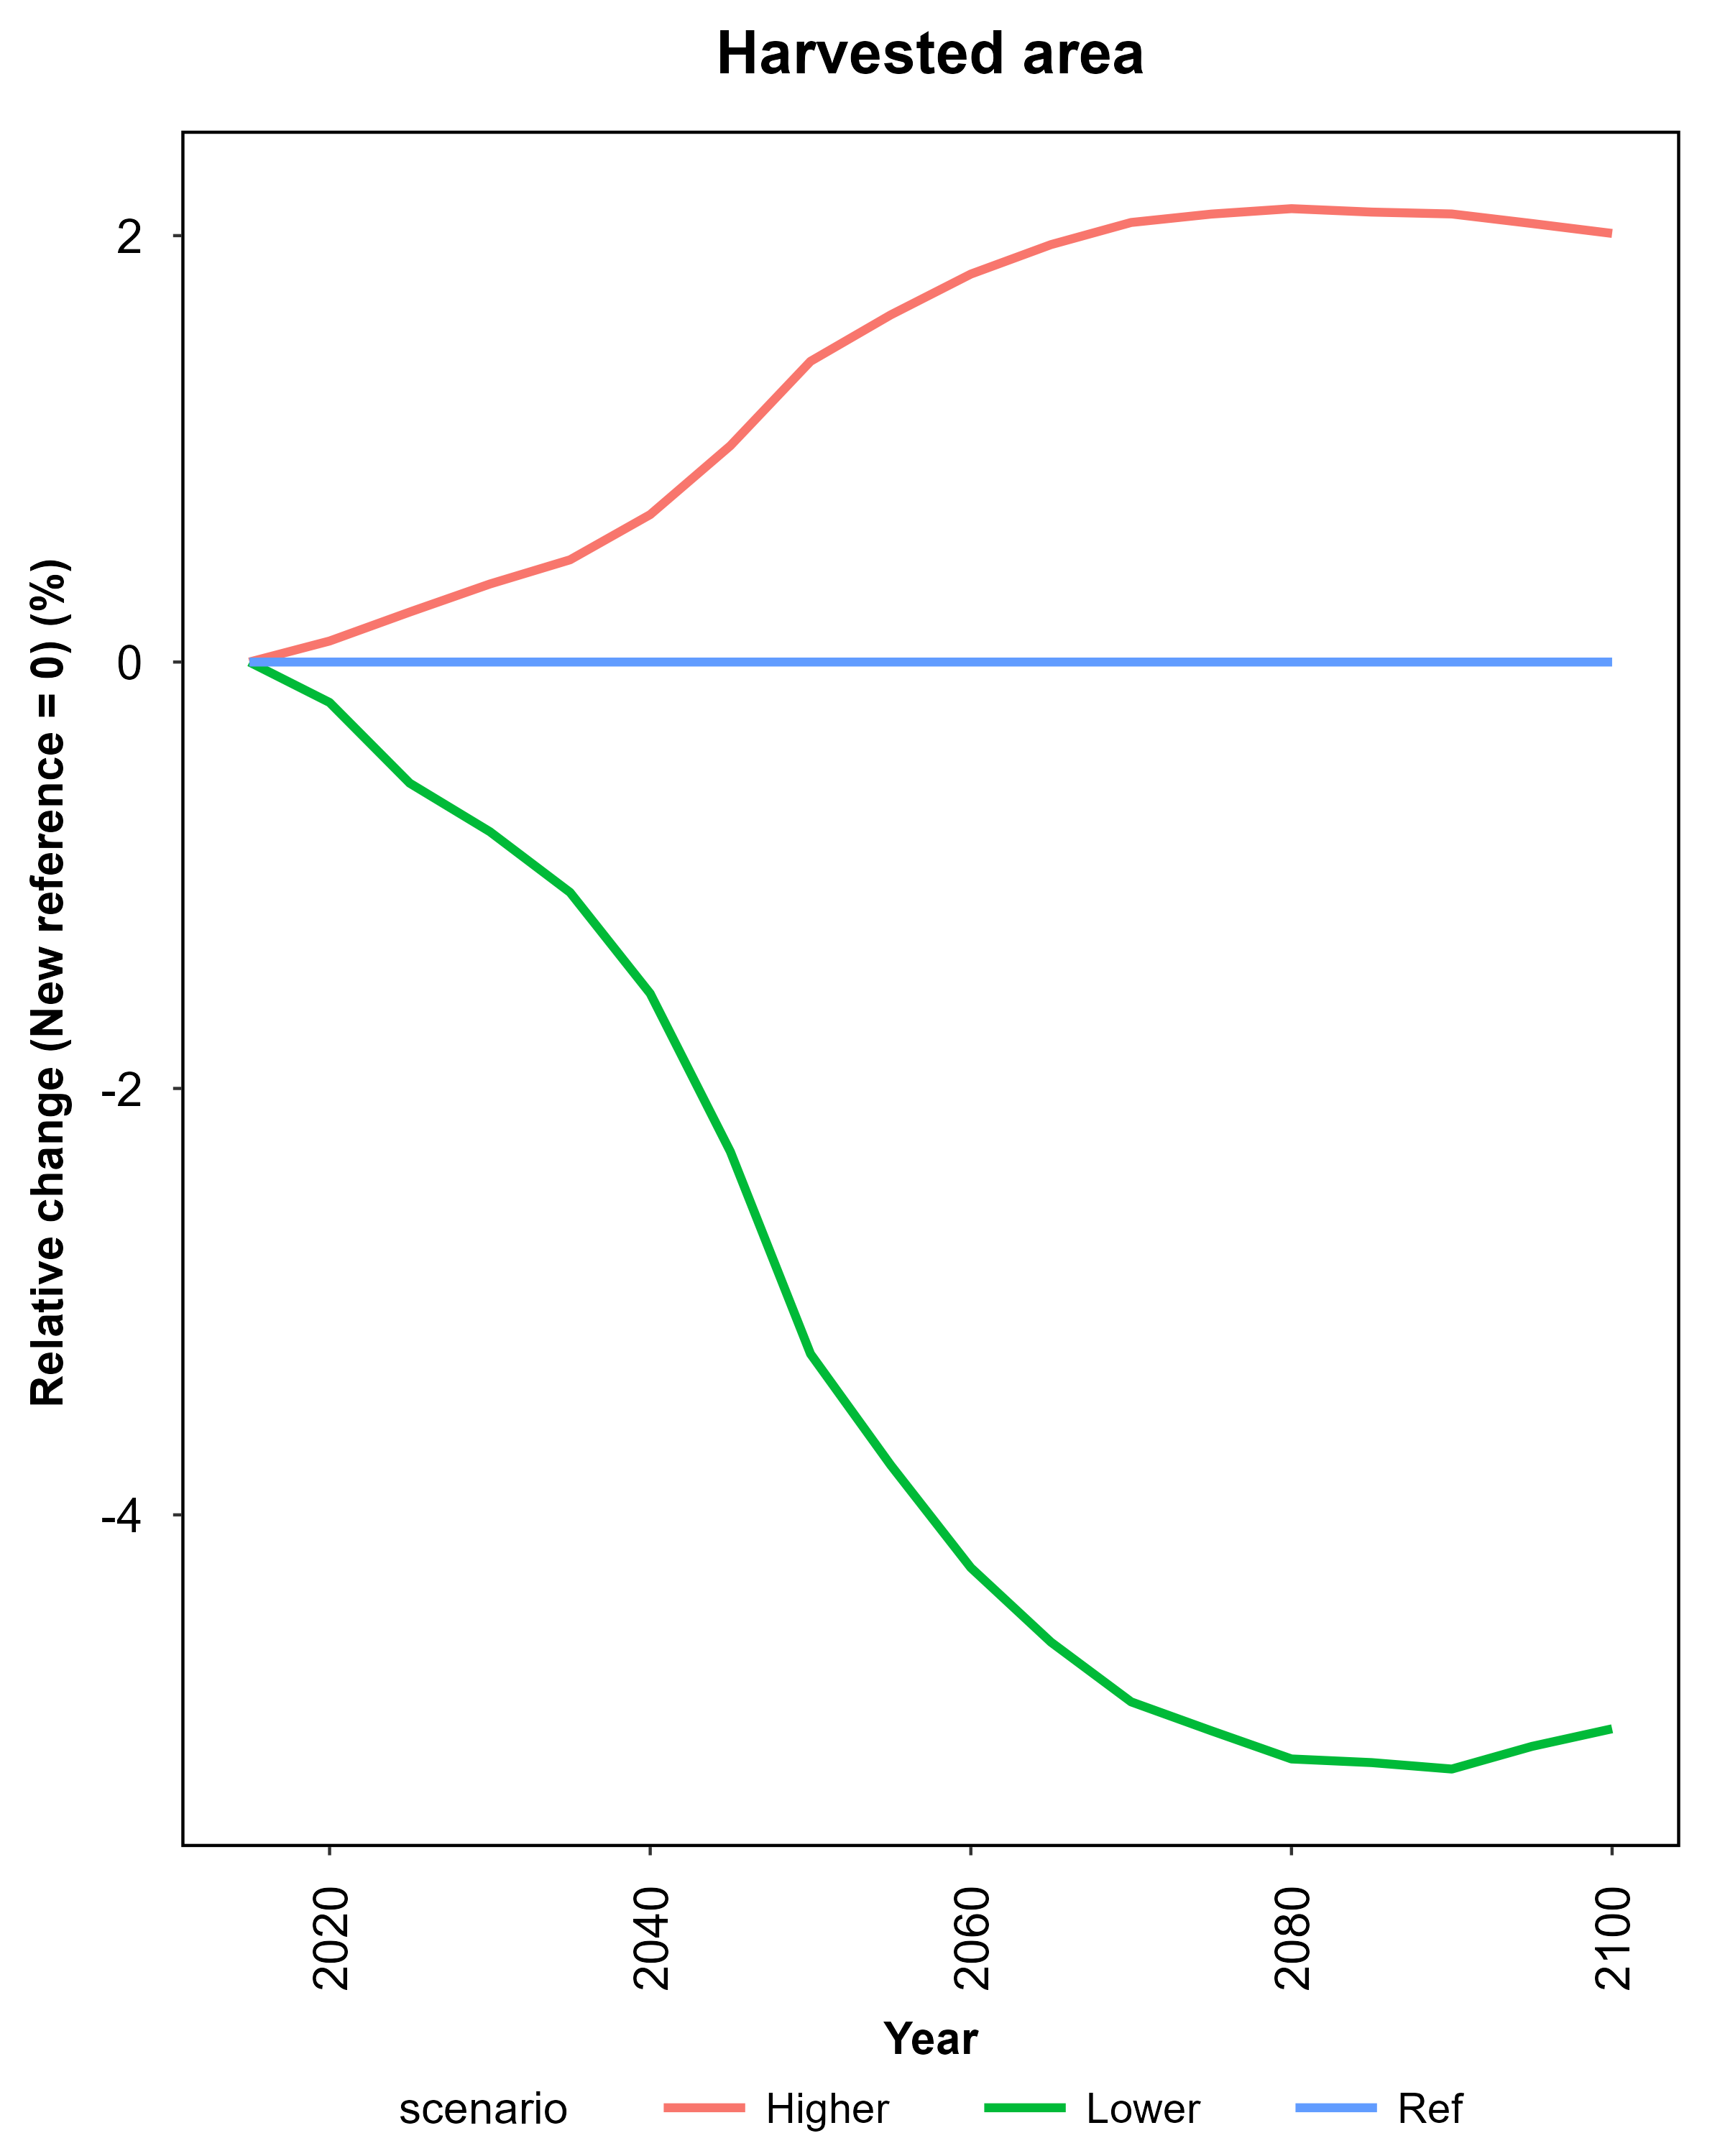 Harvested area
Relative change (New reference = 0) (%)
2
0
-2
-4
2020
2040
2060
2080
2100
Year
scenario Higher Lower Ref